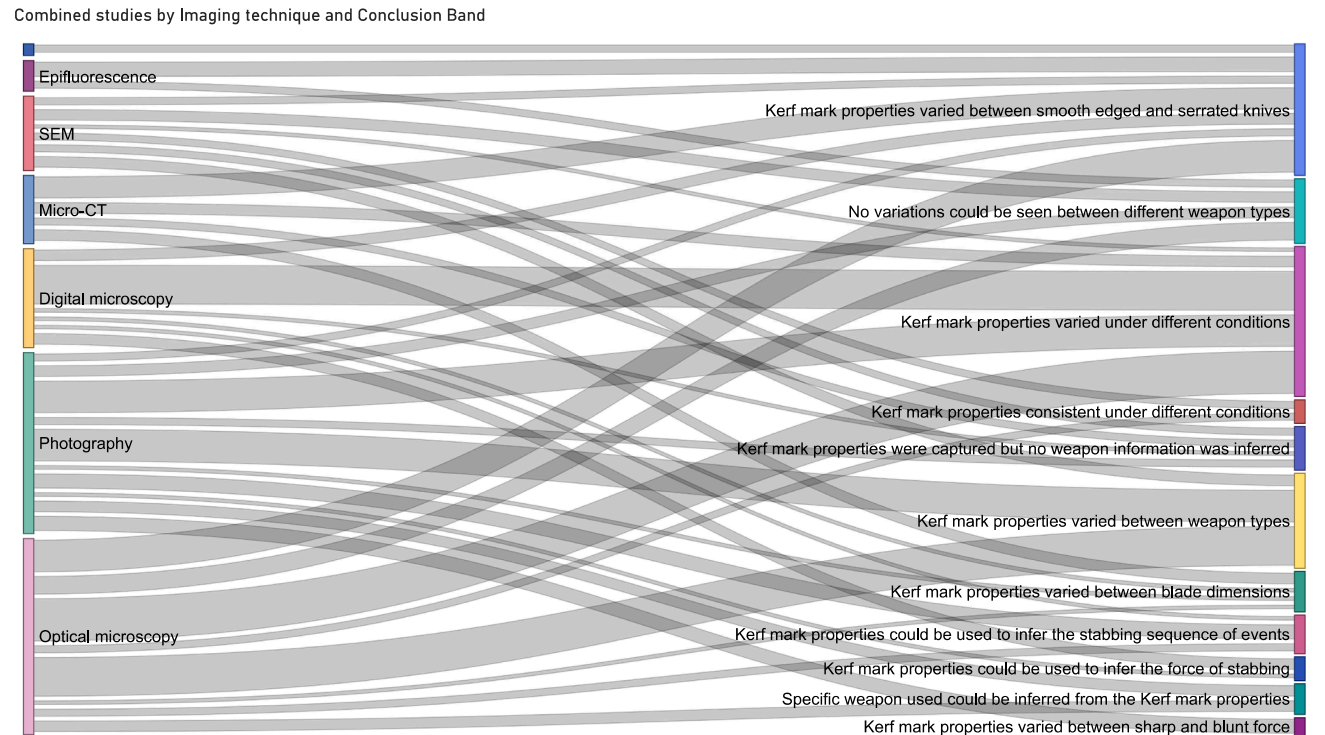 Combined studies by Imaging technique and Conclusion Band
Epifluorescence
SEM
Micro-CT
Digital microscopy
Photography
Optical microscopy
Kerf mark properties varied between smooth edged and serrated knives
No variations could be seen between different weapon types
Kerf mark properties varied under different conditions
Kerf mark properties consistent under different conditions
Kerf mark properties were captured but no weapon information was inferred
Kerf mark properties varied between weapon types
Kerf mark properties varied between blade dimensions
Kerf mark properties could be used to infer the stabbing sequence of events
Kerf mark properties could be used to infer the force of stabbing
Specific weapon used could be inferred from the Kerf mark properties
Kerf mark properties varied between sharp and blunt force